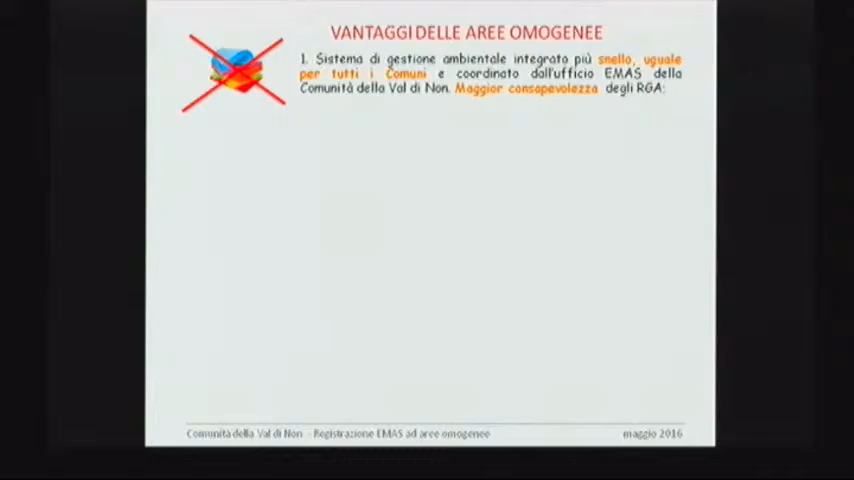 VANTAGGI DELLE AREE OMOGENEE
1. Sistema di gestione ambientale integrato più snello, uguale
per tutti i Comuni e coordinato dall'ufficio EMAS della
Comunità della Val di Non. Maggior consapevolezza degli RGA:
Comunità della Val di Non - Registrazione EMAS ad aree omogenee
maggio 2016